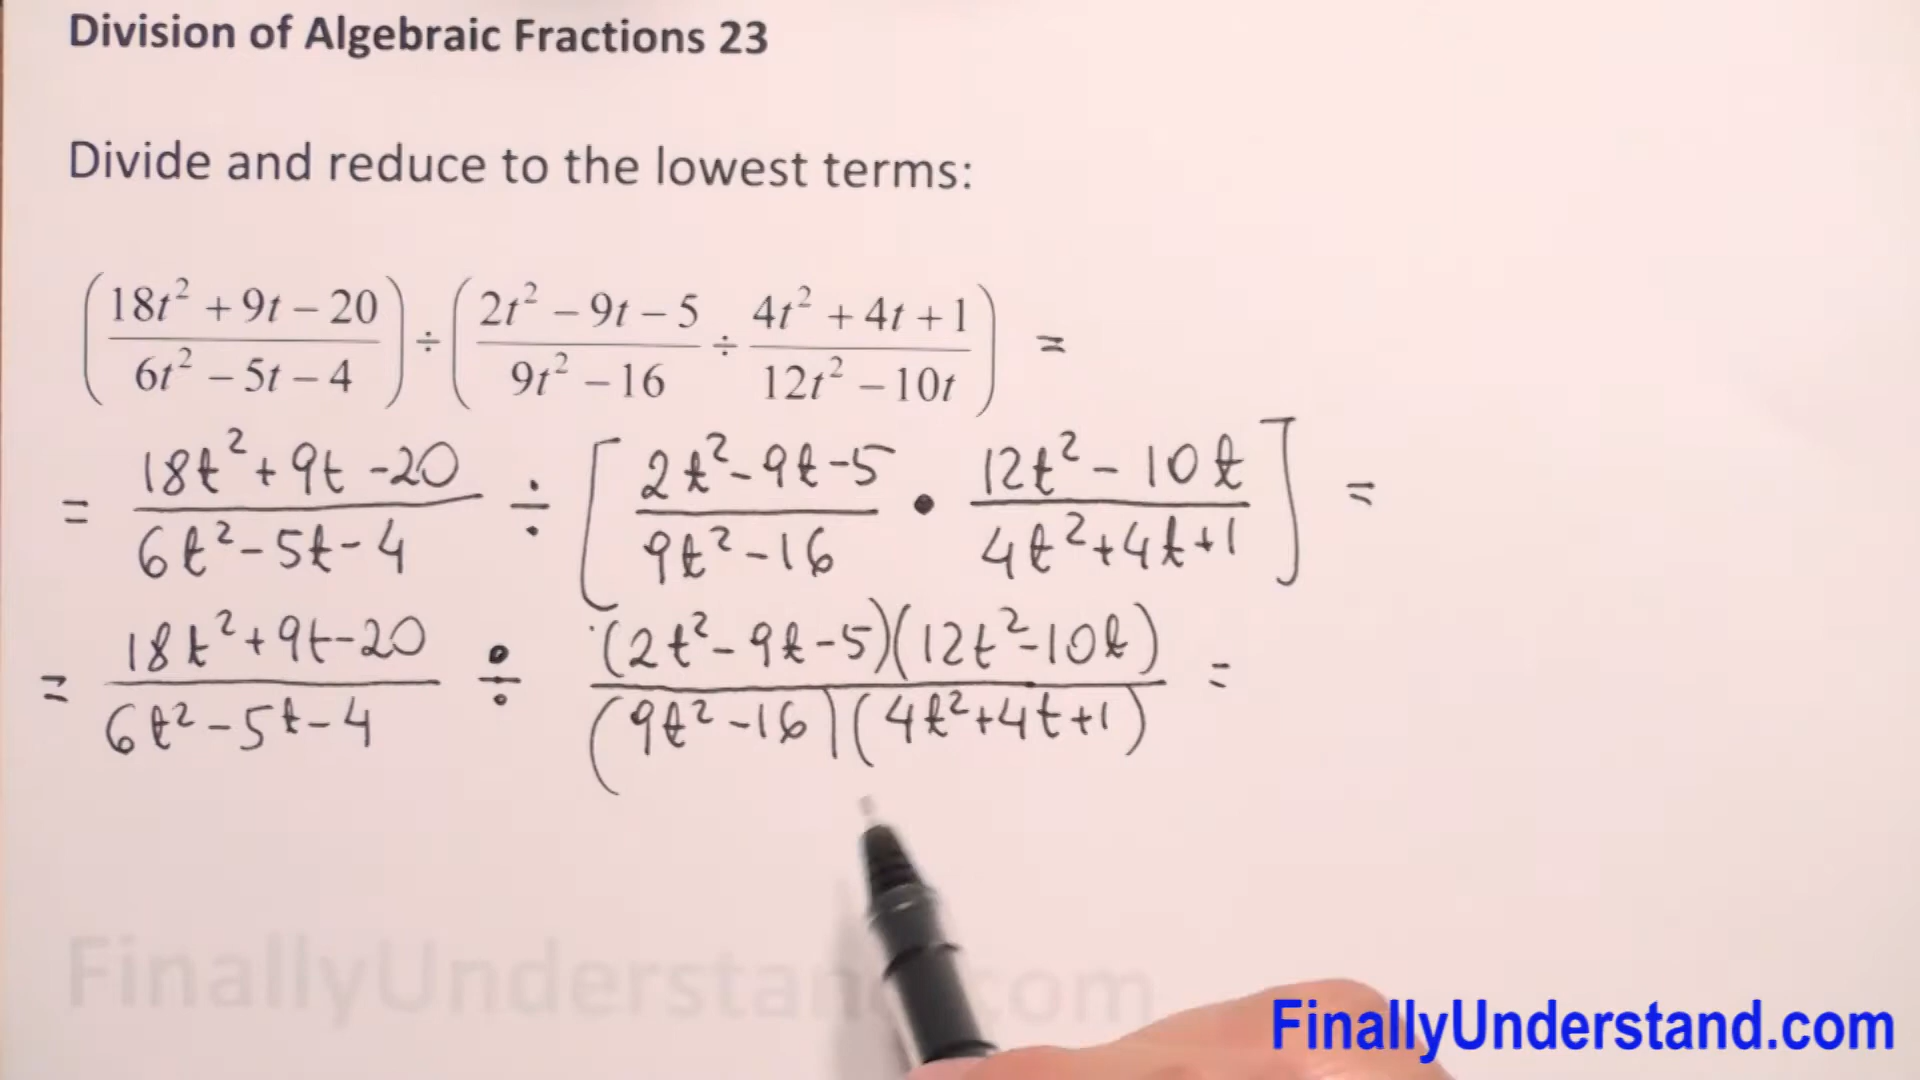 Division of Algebraic Fractions 23
Divide and reduce to the lowest terms:
(18t² + 9t − 20 / 6t² − 5t − 4) ÷ (2t² − 9t − 5 / 9t² − 16 ÷ 4t² + 4t + 1 / 12t² − 10t) =
= 18t² + 9t − 20 / 6t² − 5t − 4 ÷ [2t² − 9t − 5 / 9t² − 16 • 12t² − 10t / 4t² + 4t + 1] =
= 18t² + 9t − 20 / 6t² − 5t − 4 ÷ (2t² − 9t − 5)(12t² − 10t) / (9t² − 16)(4t² + 4t + 1) =
FinallyUnderstand.com
FinallyUnderstand.com